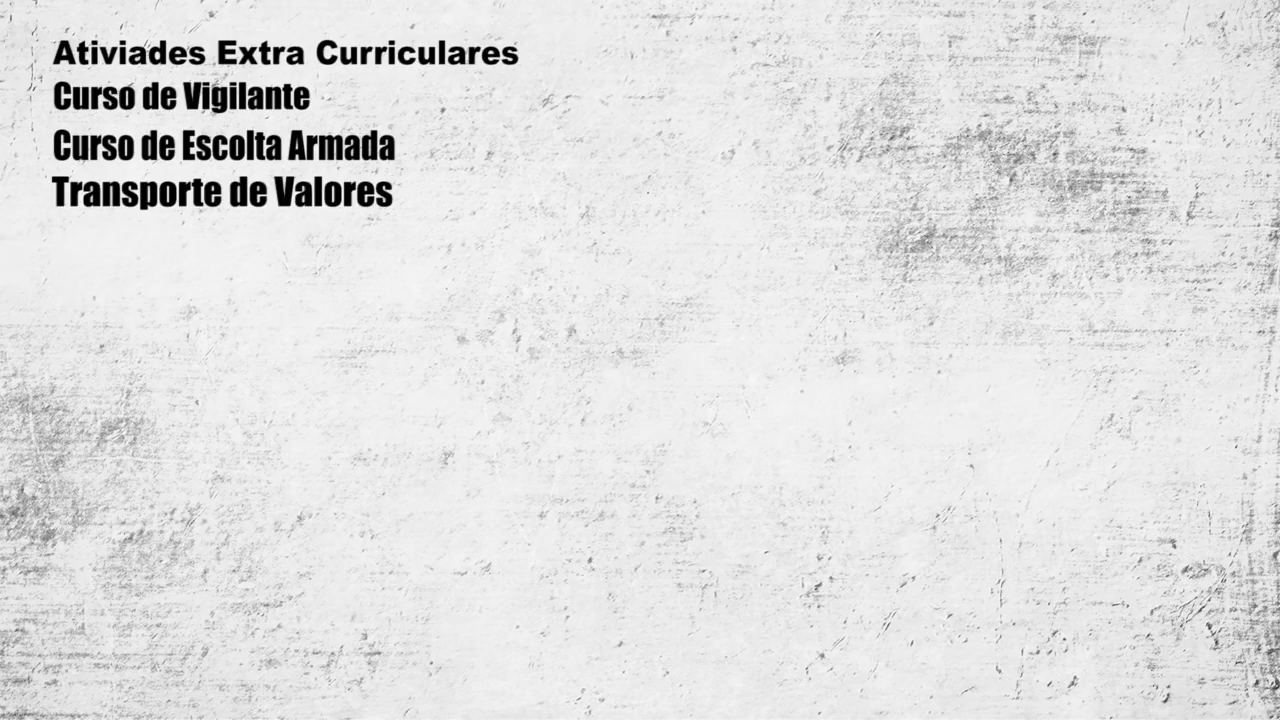 Ativiades Extra Curriculares
Curso de Vigilante
Curso de Escolta Armada
Transporte de Valores